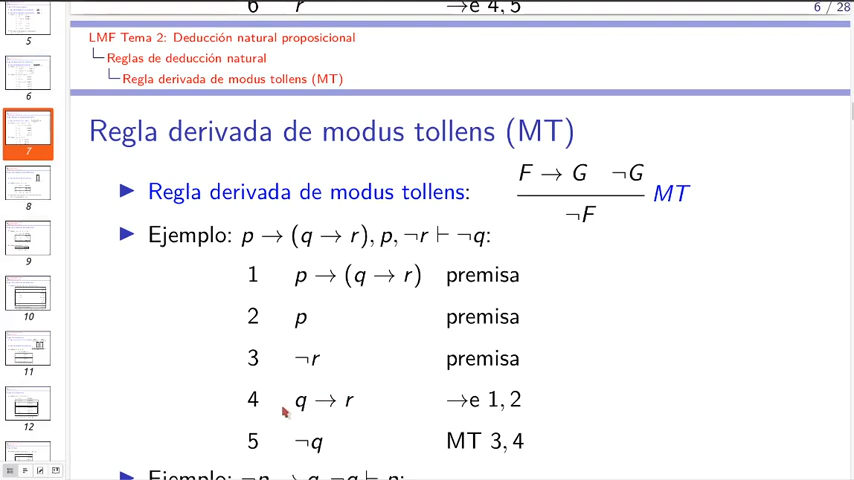 6 r →e 4, 5
6 / 28
LMF Tema 2: Deducción natural proposicional
Reglas de deducción natural
Regla derivada de modus tollens (MT)
Regla derivada de modus tollens (MT)
Regla derivada de modus tollens: F → G ¬G
¬F
MT
Ejemplo: p → (q → r), p, ¬r ⊢ ¬q:
1 p → (q → r) premisa
2 p premisa
3 ¬r premisa
4 q → r →e 1, 2
5 ¬q MT 3, 4
5
6
7
8
9
10
11
12